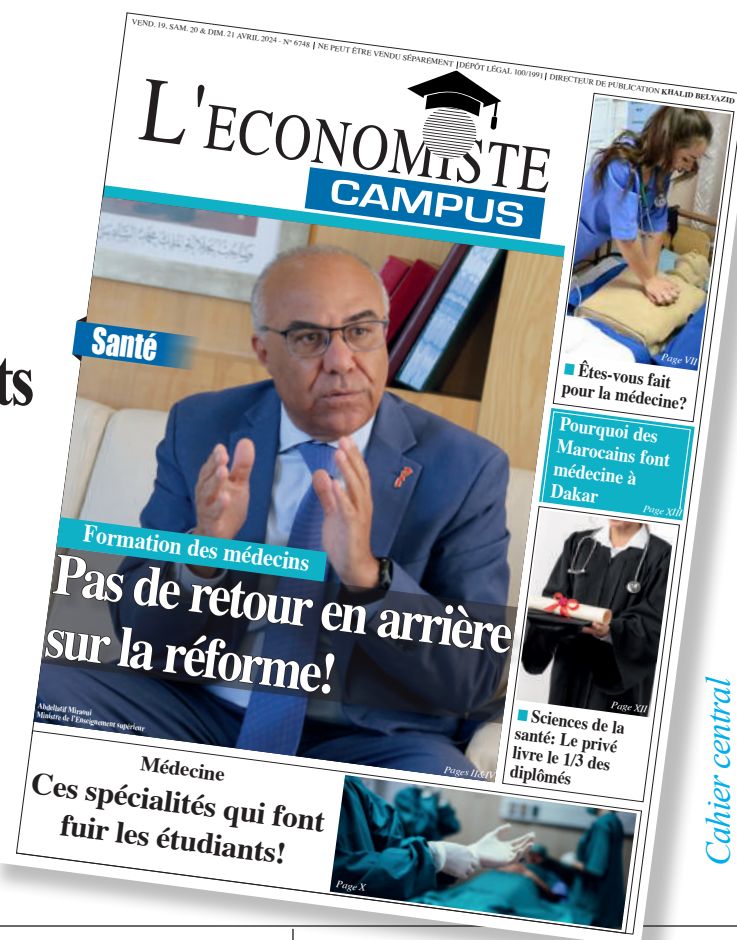 VEND. 19. SAM. 20 & DIM. 21 AVRIL 2024 - N° 6748 | NE PEUT ÊTRE VENDU SÉPARÉMENT | DÉPÔT LÉGAL 100/1991 | DIRECTEUR DE PUBLICATION KHALID BELYAZID
L'ECONOMISTE
CAMPUS
Santé
ts
Formation des médecins
Pas de retour en arrière
sur la réforme!
Abdellatif Miraoui
Ministre de l'Enseignement supérieur
Pages II&IV
Page VII
■ Êtes-vous fait
pour la médecine?
Pourquoi des
Marocains font
médecine à
Dakar
Page XIII
Page XII
■ Sciences de la
santé: Le privé
livre le 1/3 des
diplômés
Médecine
Ces spécialités qui font
fuir les étudiants!
Page X
Cahier central